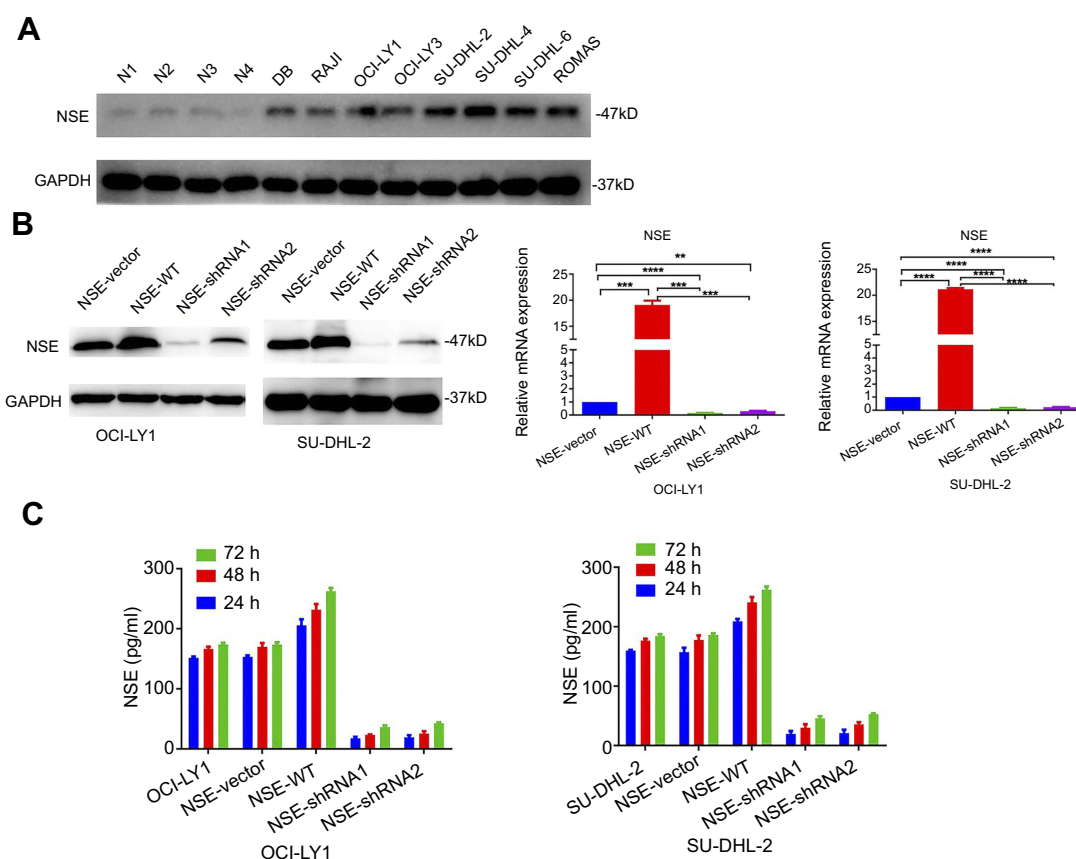 A
N1 N2 N3 N4 DB RAJI OCI-LY1 OCI-LY3 SU-DHL-2 SU-DHL-4 SU-DHL-6 ROMAS
NSE -47kD
GAPDH -37kD
B
NSE-vector NSE-WT NSE-shRNA1 NSE-shRNA2 NSE-vector NSE-WT NSE-shRNA1 NSE-shRNA2
NSE -47kD
GAPDH -37kD
OCI-LY1 SU-DHL-2
NSE
Relative mRNA expression
**
****
*** ***
***
25
20
15
5
4
3
2
1
0
NSE-vector NSE-WT NSE-shRNA1 NSE-shRNA2
OCI-LY1
NSE
Relative mRNA expression
****
****
**** ****
****
25
20
15
5
4
3
2
1
0
NSE-vector NSE-WT NSE-shRNA1 NSE-shRNA2
SU-DHL-2
C
72 h
48 h
24 h
NSE (pg/ml)
300
200
100
0
OCI-LY1 NSE-vector NSE-WT NSE-shRNA1 NSE-shRNA2
OCI-LY1
72 h
48 h
24 h
NSE (pg/ml)
300
200
100
0
SU-DHL-2 NSE-vector NSE-WT NSE-shRNA1 NSE-shRNA2
SU-DHL-2